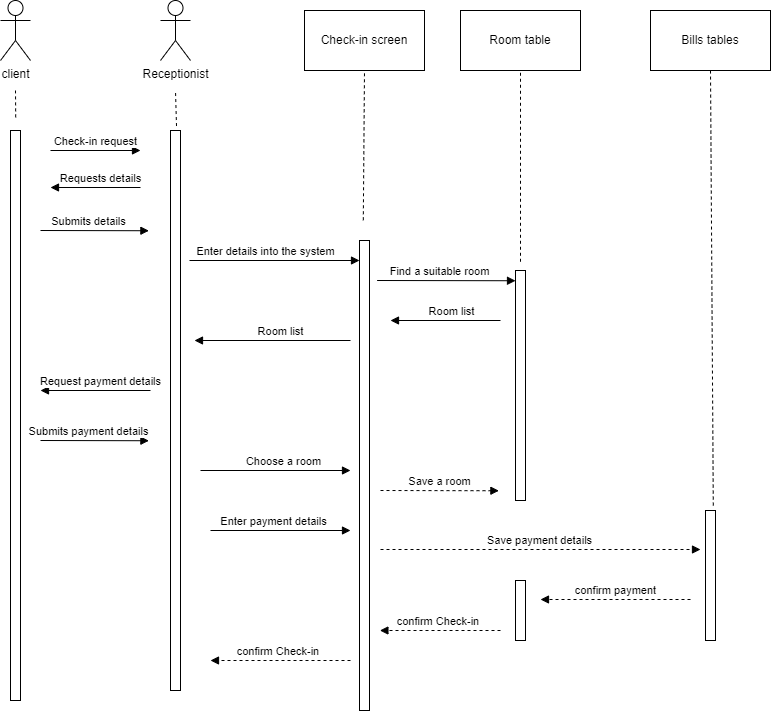 client
Receptionist
Check-in screen
Room table
Bills tables
Check-in request
Requests details
Submits details
Enter details into the system
Find a suitable room
Room list
Room list
Request payment details
Submits payment details
Choose a room
Save a room
Enter payment details
Save payment details
confirm payment
confirm Check-in
confirm Check-in